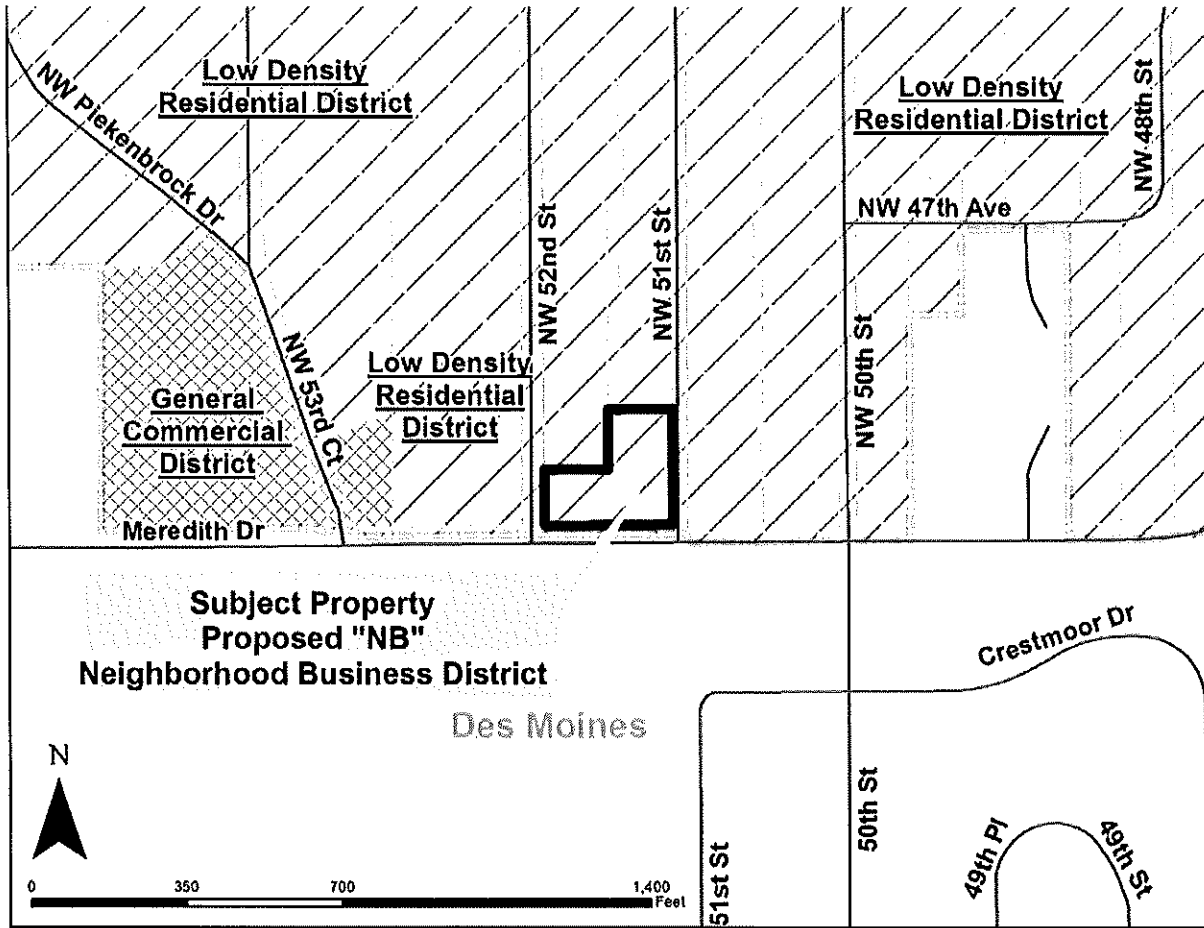 Low Density
Residential District
NW Piekenbrock Dr
Low Density
Residential District
NW 48th St
NW 47th Ave
NW 52nd St
NW 51st St
NW 50th St
NW 53rd Ct
Low Density
Residential
District
General
Commercial
District
Meredith Dr
Subject Property
Proposed "NB"
Neighborhood Business District
Des Moines
Crestmoor Dr
N
51st St
50th St
49th Pl
49th St
0 350 700 1,400
Feet